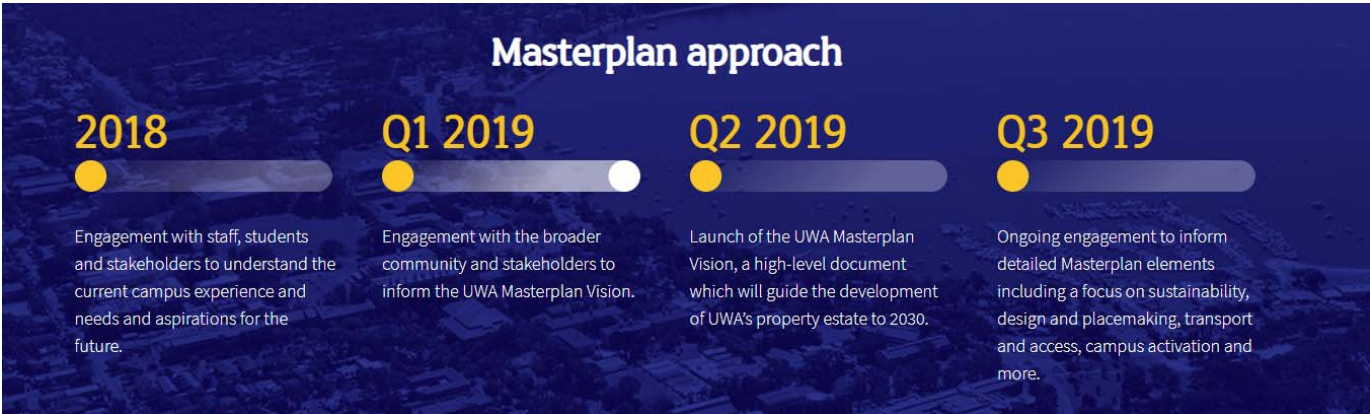 Masterplan approach
2018
Engagement with staff, students
and stakeholders to understand the
current campus experience and
needs and aspirations for the
future.
Q1 2019
Engagement with the broader
community and stakeholders to
inform the UWA Masterplan Vision.
Q2 2019
Launch of the UWA Masterplan
Vision, a high-level document
which will guide the development
of UWA's property estate to 2030.
Q3 2019
Ongoing engagement to inform
detailed Masterplan elements
including a focus on sustainability,
design and placemaking, transport
and access, campus activation and
more.